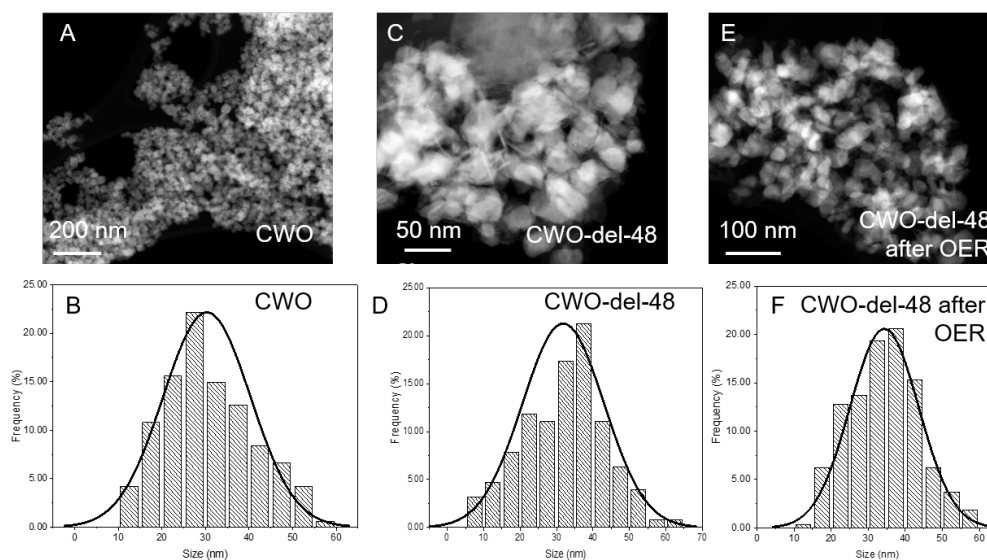 A
200 nm
CWO
C
50 nm
CWO-del-48
E
CWO-del-48
100 nm
after OER
B
CWO
25.00
20.00
15.00
10.00
5.00
0.00
Frequency (%)
0 10 20 30 40 50 60
Size (nm)
D
CWO-del-48
25.00
20.00
15.00
10.00
5.00
0.00
Frequency (%)
0 10 20 30 40 50 60 70
Size (nm)
F
CWO-del-48 after
OER
20.00
15.00
10.00
5.00
0.00
Frequency (%)
0 10 20 30 40 50 60
Size (nm)